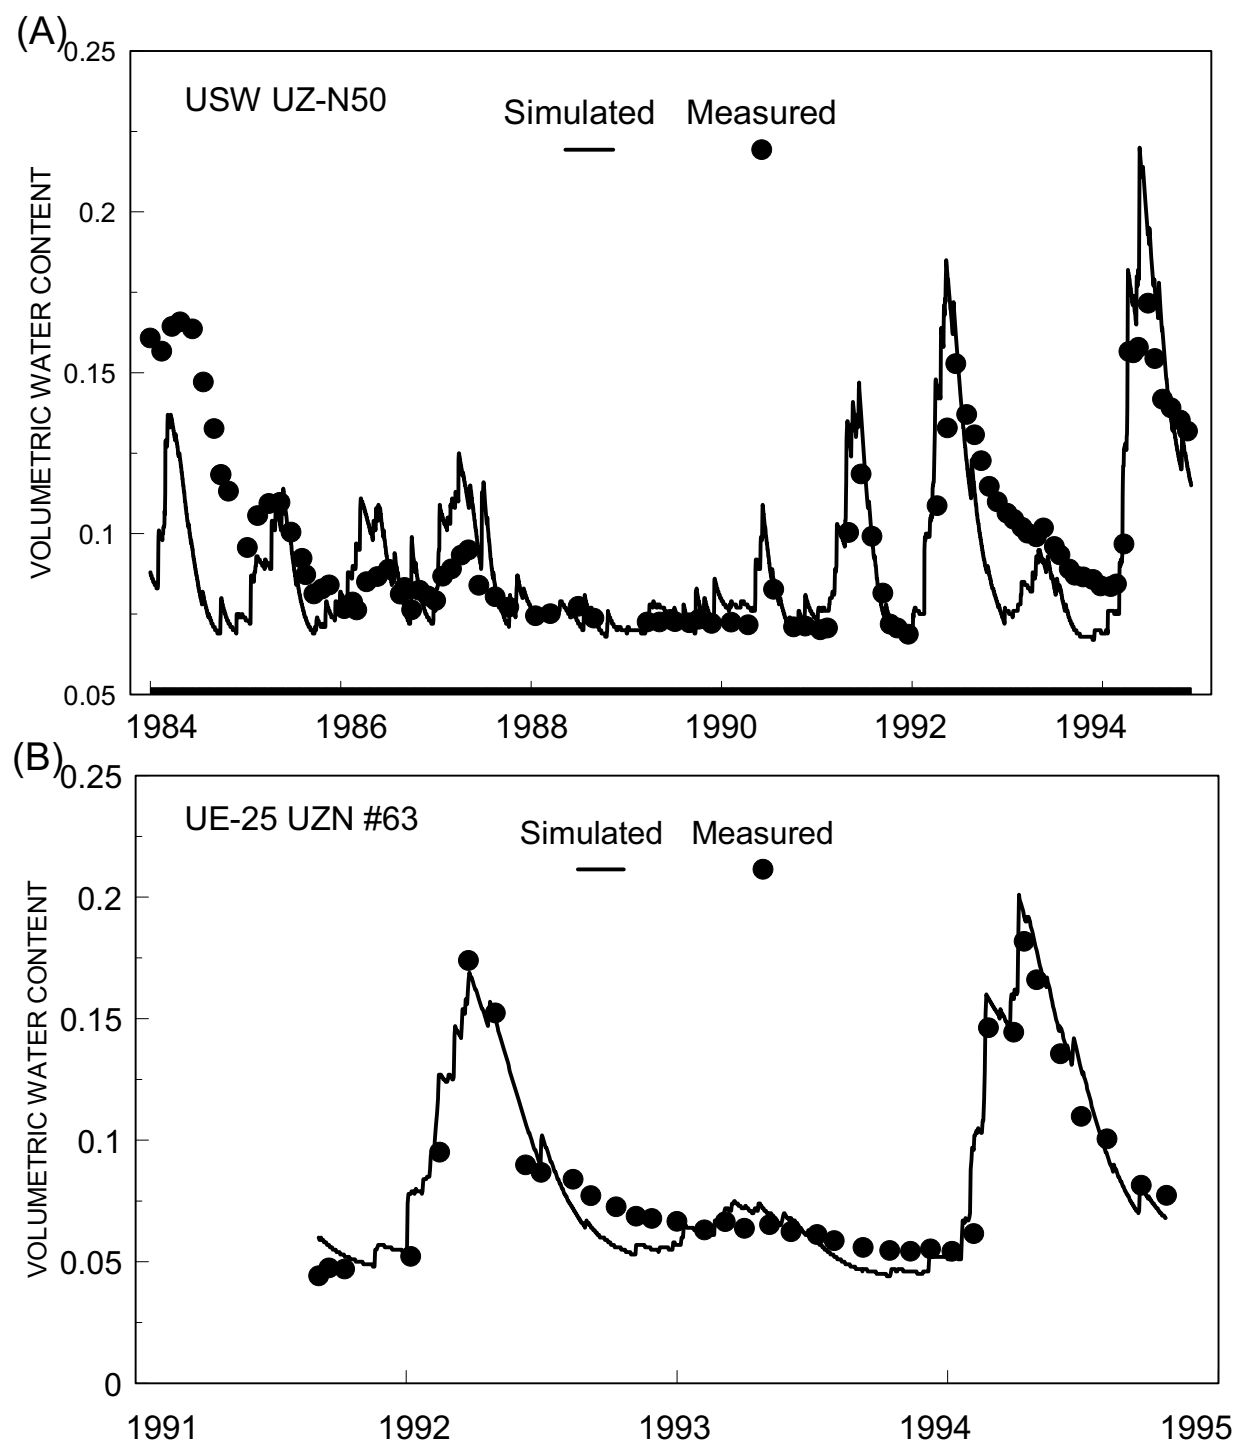 (A)
0.25
USW UZ-N50
Simulated Measured
0.2
0.15
0.1
0.05
VOLUMETRIC WATER CONTENT
1984 1986 1988 1990 1992 1994
(B)
0.25
UE-25 UZN #63
Simulated Measured
0.2
0.15
0.1
0.05
0
VOLUMETRIC WATER CONTENT
1991 1992 1993 1994 1995